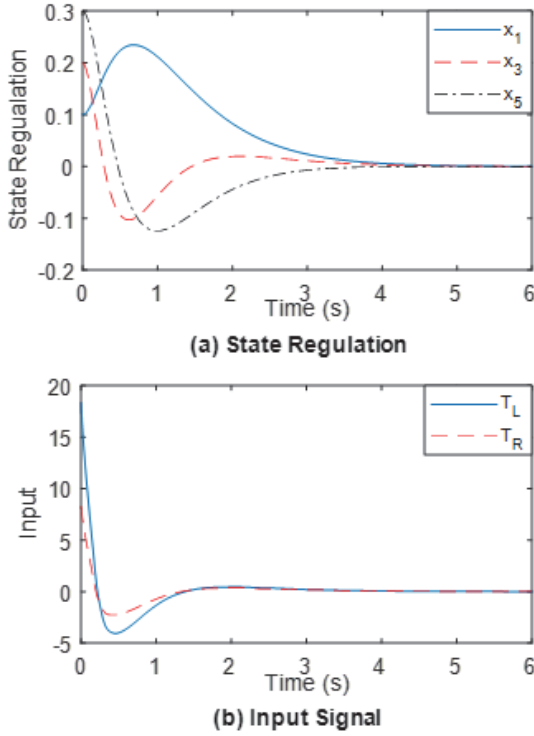 0.3
0.2
0.1
0
-0.1
-0.2
State Regualation
x1
x3
x5
0 1 2 3 4 5 6
Time (s)
(a) State Regulation
20
15
10
5
0
-5
Input
TL
TR
0 1 2 3 4 5 6
Time (s)
(b) Input Signal